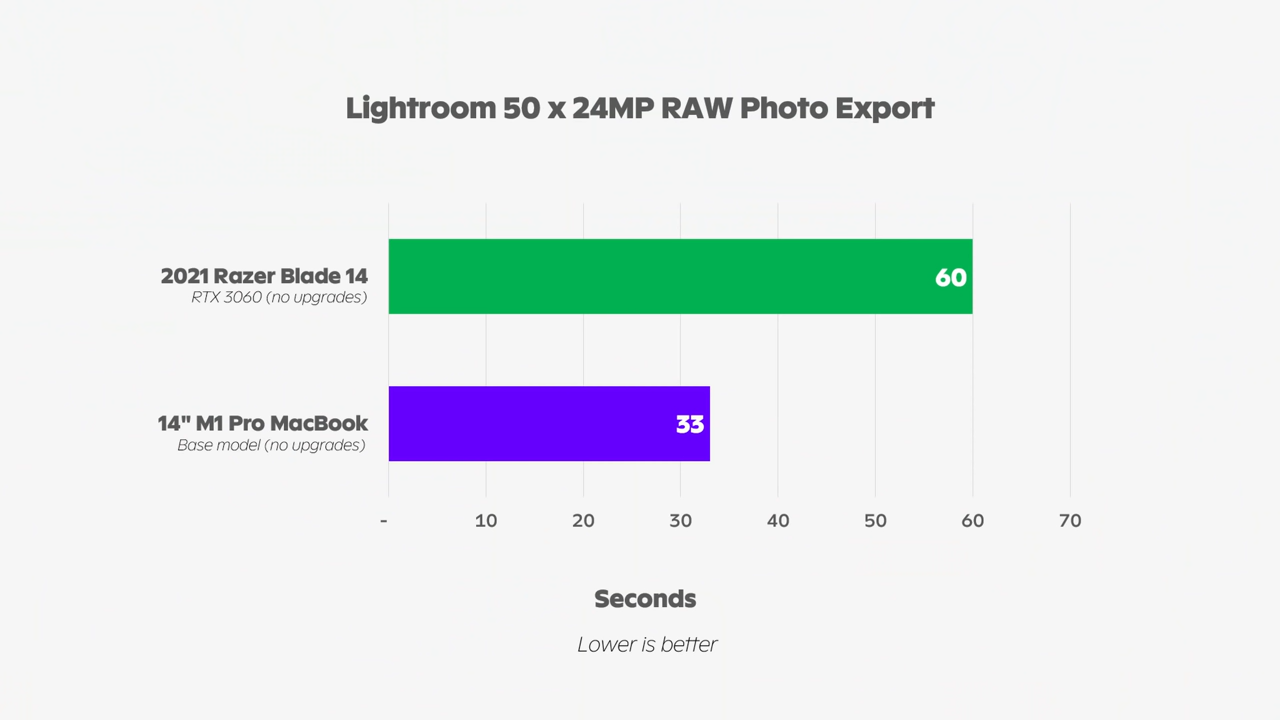 Lightroom 50 x 24MP RAW Photo Export
2021 Razer Blade 14
RTX 3060 (no upgrades)
60
14" M1 Pro MacBook
Base model (no upgrades)
33
- 10 20 30 40 50 60 70
Seconds
Lower is better